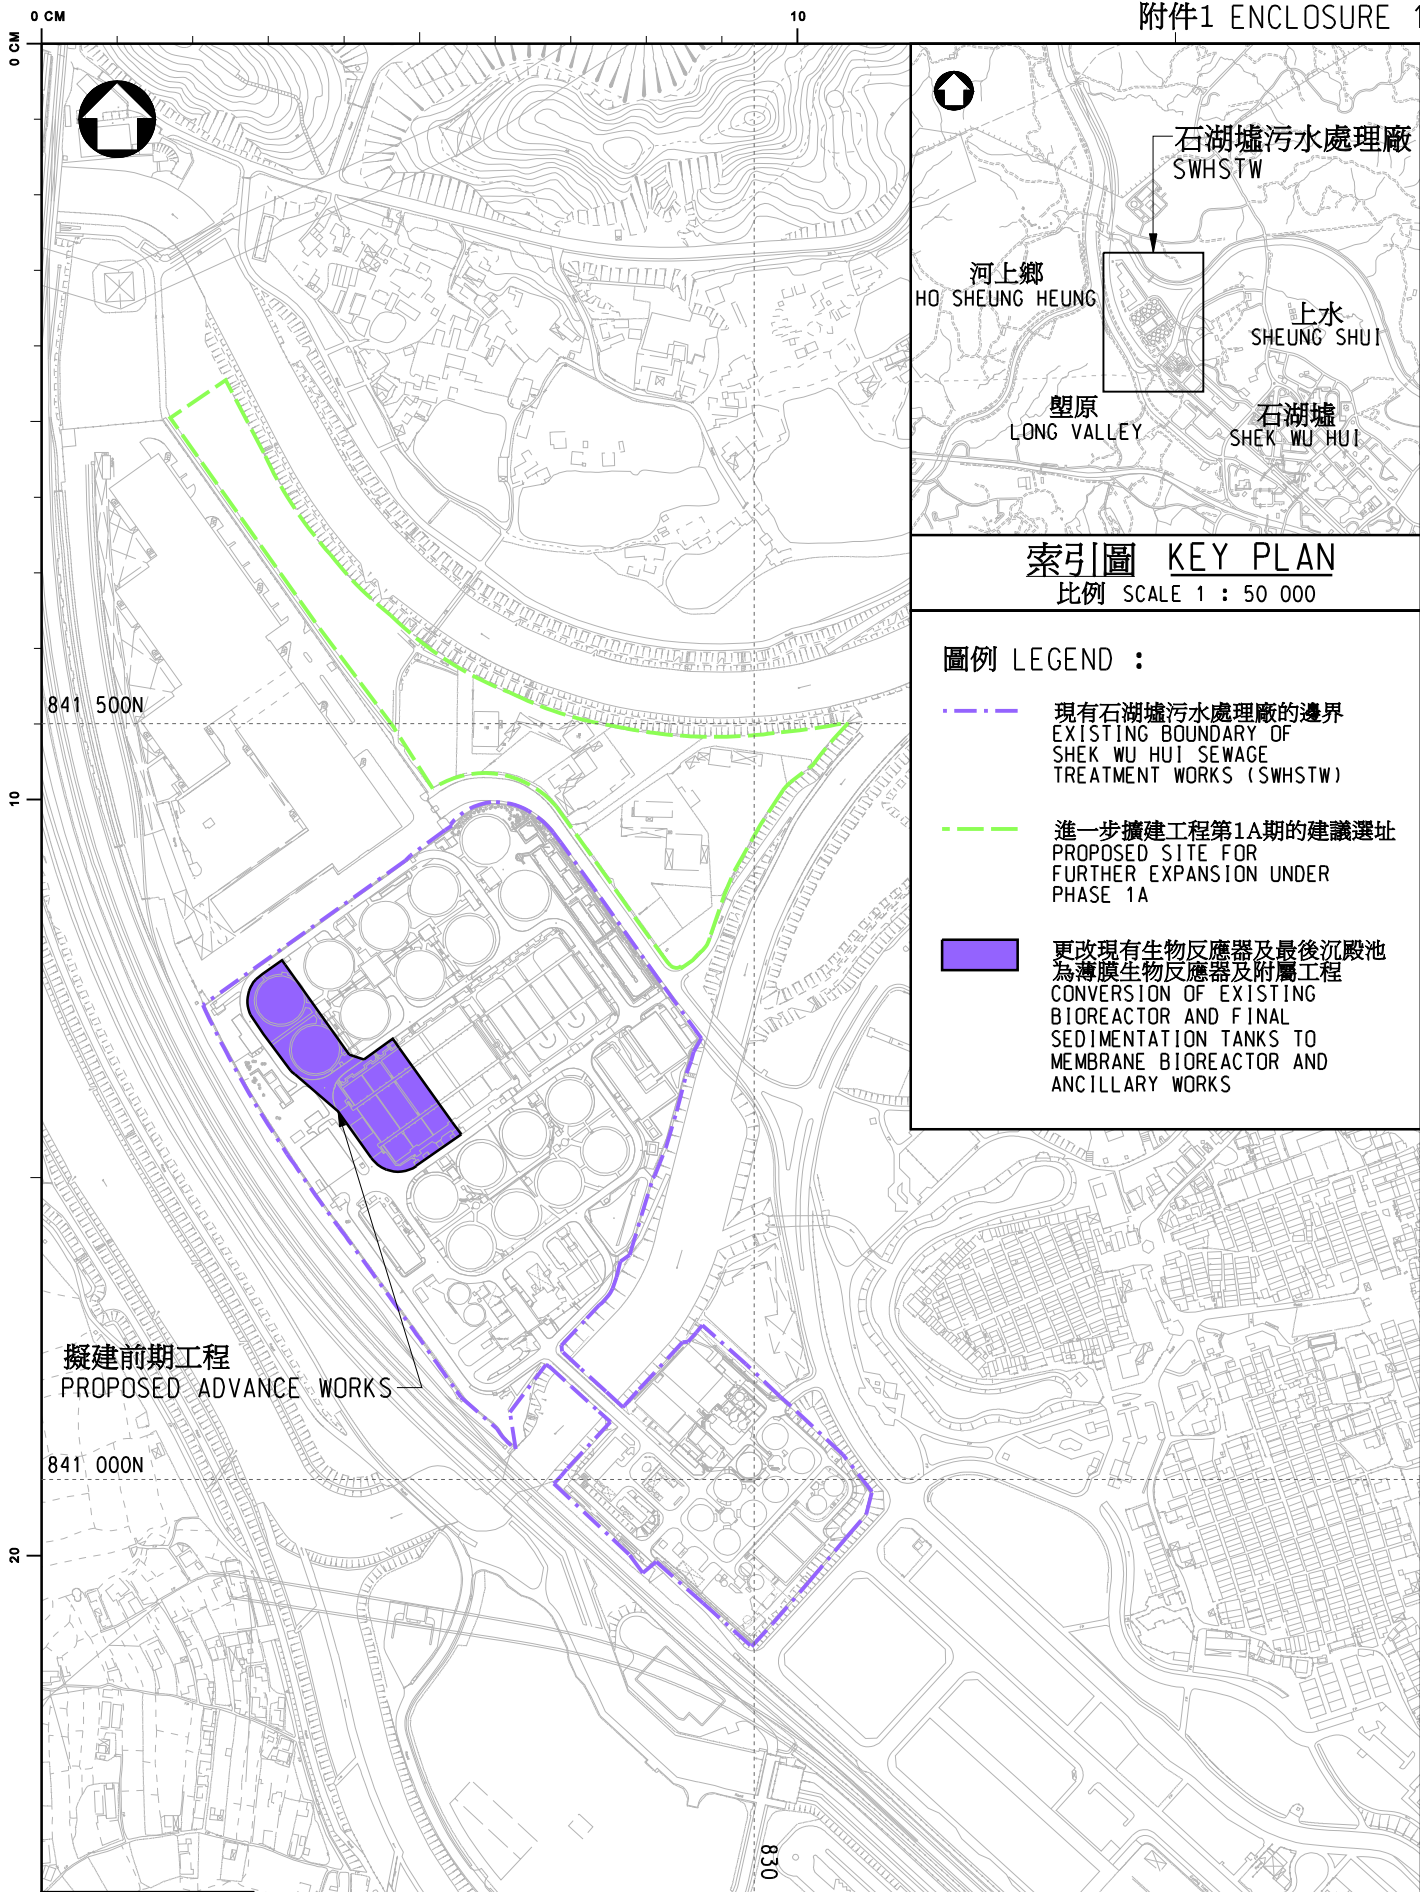 0 CM
10
附件1 ENCLOSURE 1
0 CM
石湖墟污水處理廠
SWHSTW
河上鄉
HO SHEUNG HEUNG
上水
SHEUNG SHUI
塱原
LONG VALLEY
石湖墟
SHEK WU HUI
索引圖 KEY PLAN
比例 SCALE 1 : 50 000
圖例 LEGEND :
現有石湖墟污水處理廠的邊界
EXISTING BOUNDARY OF
SHEK WU HUI SEWAGE
TREATMENT WORKS (SWHSTW)
進一步擴建工程第1A期的建議選址
PROPOSED SITE FOR
FURTHER EXPANSION UNDER
PHASE 1A
更改現有生物反應器及最後沉殿池
為薄膜生物反應器及附屬工程
CONVERSION OF EXISTING
BIOREACTOR AND FINAL
SEDIMENTATION TANKS TO
MEMBRANE BIOREACTOR AND
ANCILLARY WORKS
841 500N
10
擬建前期工程
PROPOSED ADVANCE WORKS
841 000N
20
830